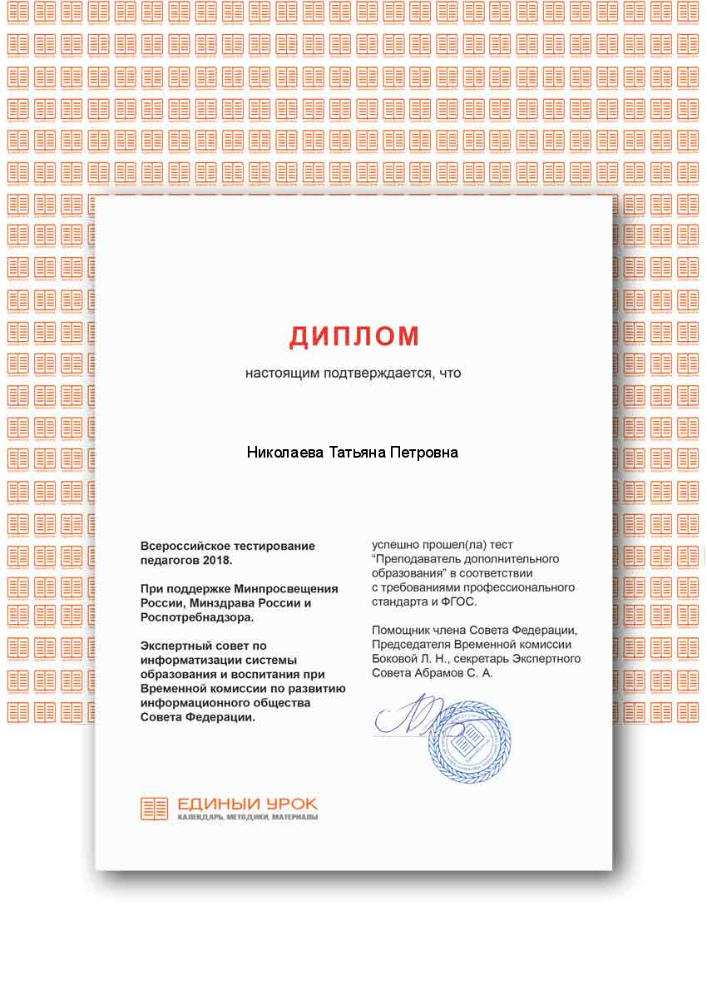 ДИПЛОМ
настоящим подтверждается, что
Николаева Татьяна Петровна
Всероссийское тестирование
педагогов 2018.
При поддержке Минпросвещения
России, Минздрава России и
Роспотребнадзора.
Экспертный совет по
информатизации системы
образования и воспитания при
Временной комиссии по развитию
информационного общества
Совета Федерации.
успешно прошел(ла) тест
“Преподаватель дополнительного
образования” в соответствии
с требованиями профессионального
стандарта и ФГОС.
Помощник члена Совета Федерации,
Председателя Временной комиссии
Боковой Л. Н., секретарь Экспертного
Совета Абрамов С. А.
ЕДИНЫЙ УРОК
КАЛЕНДАРЬ, МЕТОДИКИ, МАТЕРИАЛЫ